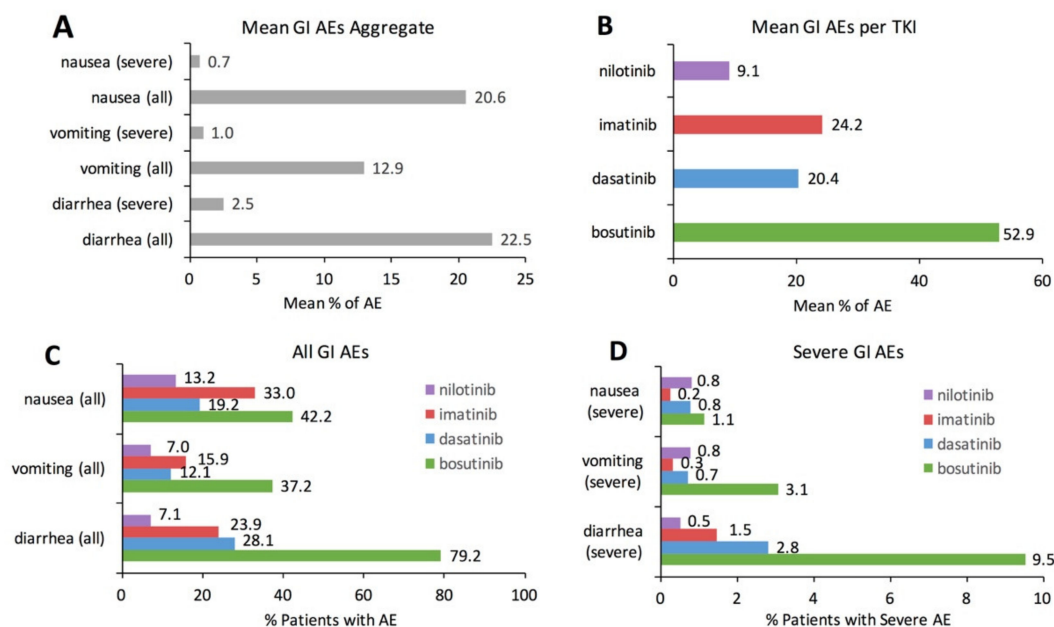 A
Mean GI AEs Aggregate
nausea (severe)
0.7
nausea (all)
20.6
vomiting (severe)
1.0
vomiting (all)
12.9
diarrhea (severe)
2.5
diarrhea (all)
22.5
0 5 10 15 20 25
Mean % of AE
B
Mean GI AEs per TKI
nilotinib
9.1
imatinib
24.2
dasatinib
20.4
bosutinib
52.9
0 20 40 60
Mean % of AE
C
All GI AEs
nausea (all)
13.2
33.0
19.2
42.2
vomiting (all)
7.0
15.9
12.1
37.2
diarrhea (all)
7.1
23.9
28.1
79.2
nilotinib
imatinib
dasatinib
bosutinib
0 20 40 60 80 100
% Patients with AE
D
Severe GI AEs
nausea
(severe)
0.8
0.2
0.8
1.1
vomiting
(severe)
0.8
0.3
0.7
3.1
diarrhea
(severe)
0.5
1.5
2.8
9.5
nilotinib
imatinib
dasatinib
bosutinib
0 2 4 6 8 10
% Patients with Severe AE